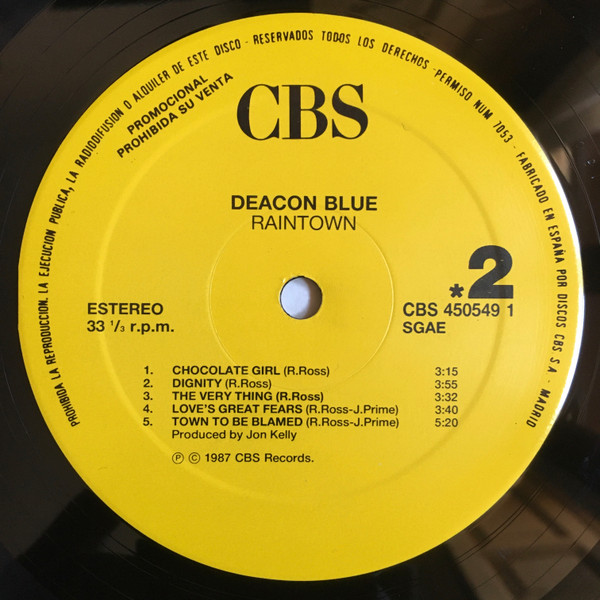 PROHIBIDA LA REPRODUCCION, LA EJECUCION PUBLICA, LA RADIODIFUSION O ALQUILER DE ESTE DISCO - RESERVADOS TODOS LOS DERECHOS - PERMISO NUM 7053 - FABRICADO EN ESPAÑA POR DISCOS CBS S.A. - MADRID
PROMOCIONAL
PROHIBIDA SU VENTA
CBS
DEACON BLUE
RAINTOWN
*2
ESTEREO
33 1/3 r.p.m.
CBS 450549 1
SGAE
1. CHOCOLATE GIRL (R.Ross) 3:15
2. DIGNITY (R.Ross) 3:55
3. THE VERY THING (R.Ross) 3:32
4. LOVE'S GREAT FEARS (R.Ross-J.Prime) 3:40
5. TOWN TO BE BLAMED (R.Ross-J.Prime) 5:20
Produced by Jon Kelly
℗ © 1987 CBS Records.